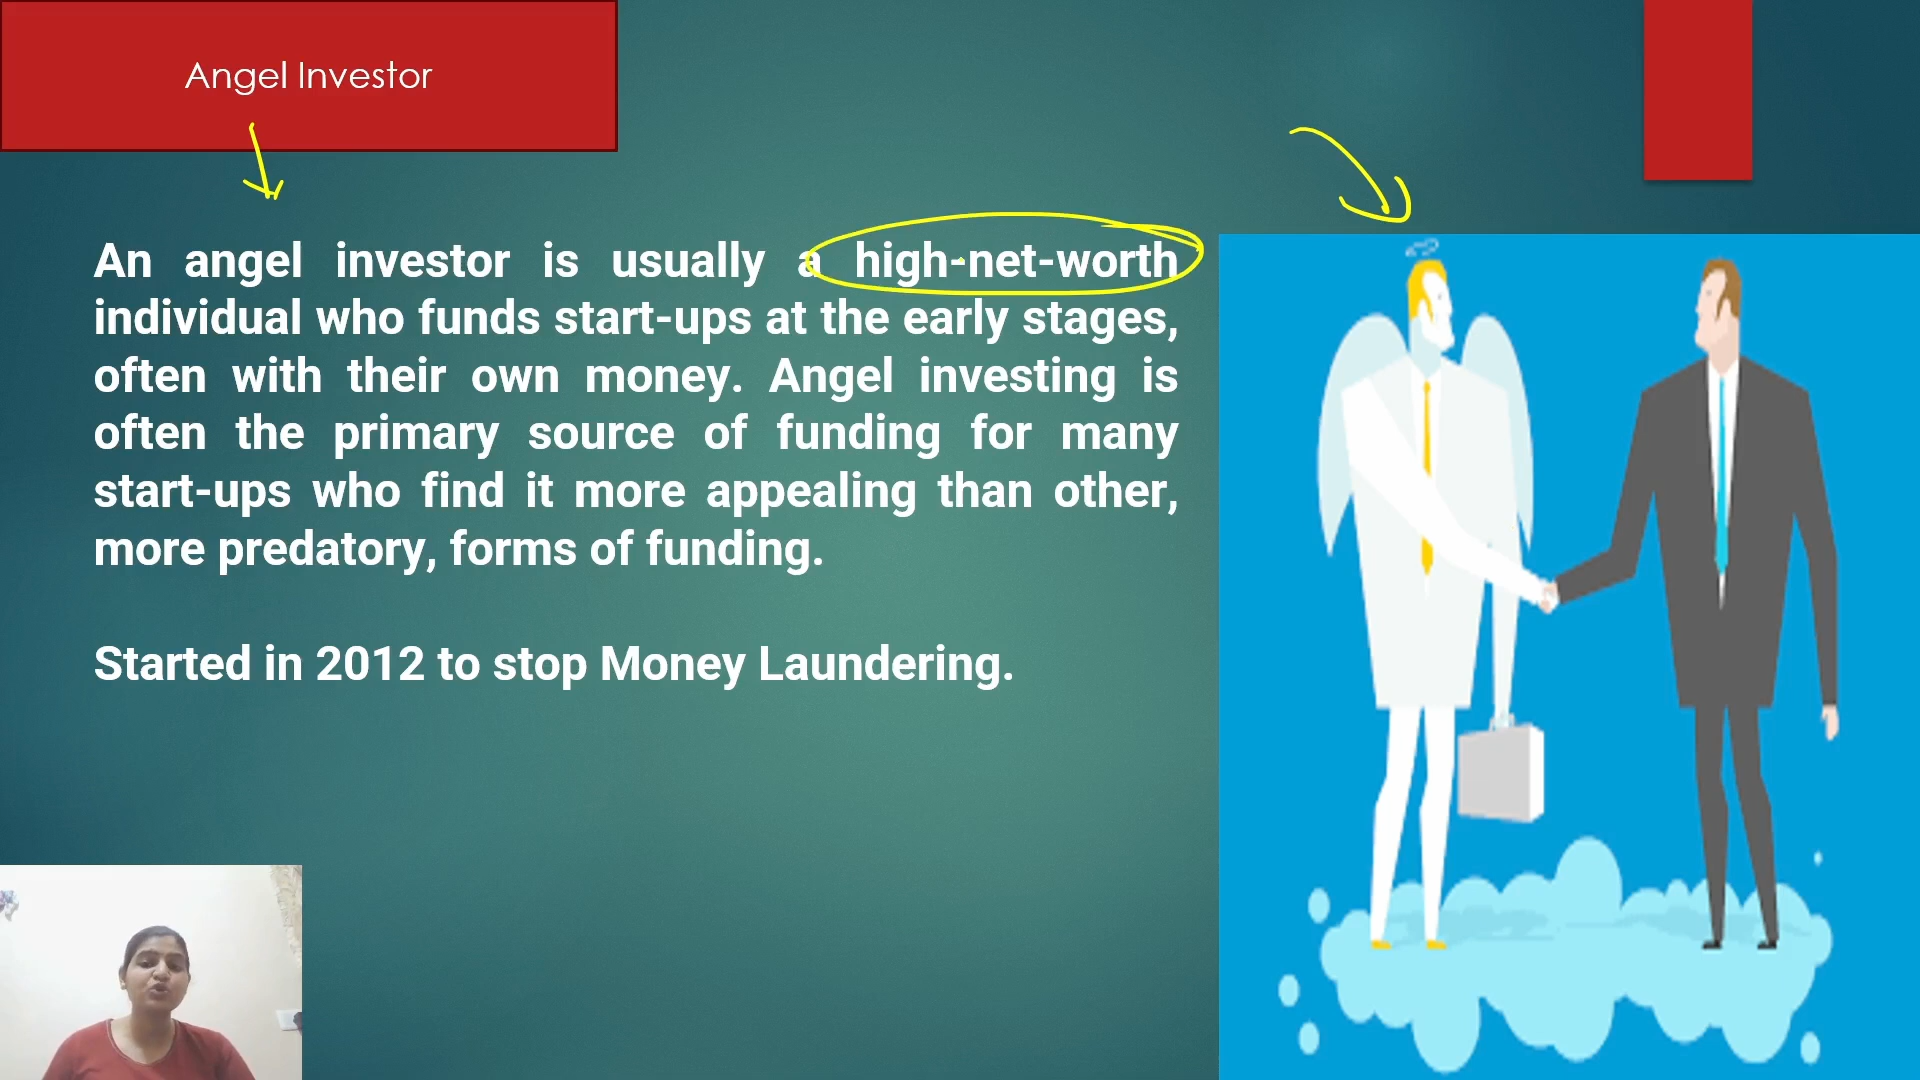 Angel Investor
An angel investor is usually a high-net-worth
individual who funds start-ups at the early stages,
often with their own money. Angel investing is
often the primary source of funding for many
start-ups who find it more appealing than other,
more predatory, forms of funding.
Started in 2012 to stop Money Laundering.